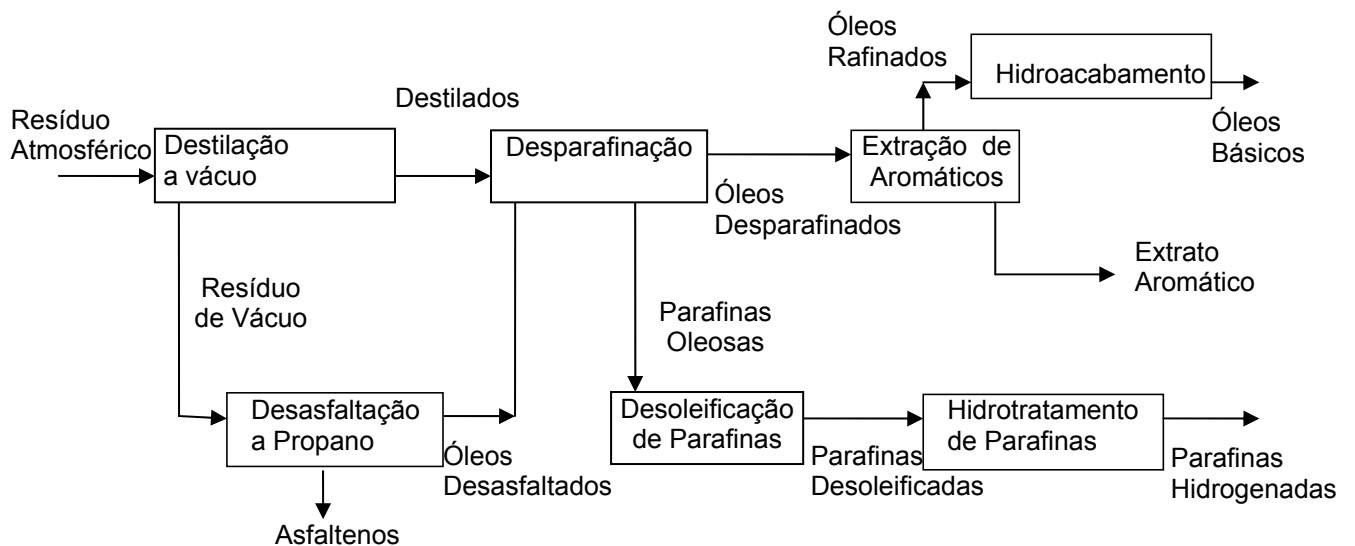 Óleos
Rafinados
Hidroacabamento
Destilados
Resíduo
Atmosférico
Destilação
a vácuo
Desparafinação
Extração de
Aromáticos
Óleos
Básicos
Óleos
Desparafinados
Extrato
Aromático
Resíduo
de Vácuo
Parafinas
Oleosas
Desasfaltação
a Propano
Desoleificação
de Parafinas
Hidrotratamento
de Parafinas
Óleos
Desasfaltados
Parafinas
Desoleificadas
Parafinas
Hidrogenadas
Asfaltenos